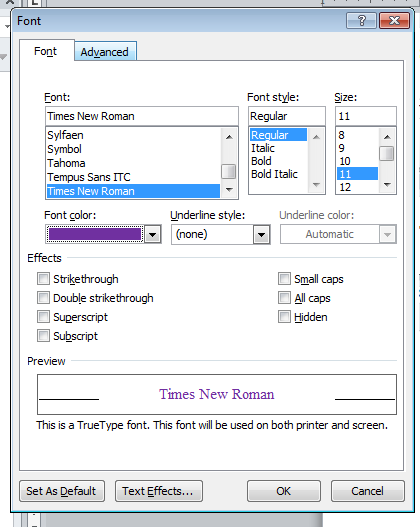 Font
Font Advanced
Font: Font style: Size:
Times New Roman Regular 11
Sylfaen Regular 8
Symbol Italic 9
Tahoma Bold 10
Tempus Sans ITC Bold Italic 11
Times New Roman 12
Font color: Underline style: Underline color:
(none) Automatic
Effects
Strikethrough Small caps
Double strikethrough All caps
Superscript Hidden
Subscript
Preview
Times New Roman
This is a TrueType font. This font will be used on both printer and screen.
Set As Default Text Effects... OK Cancel